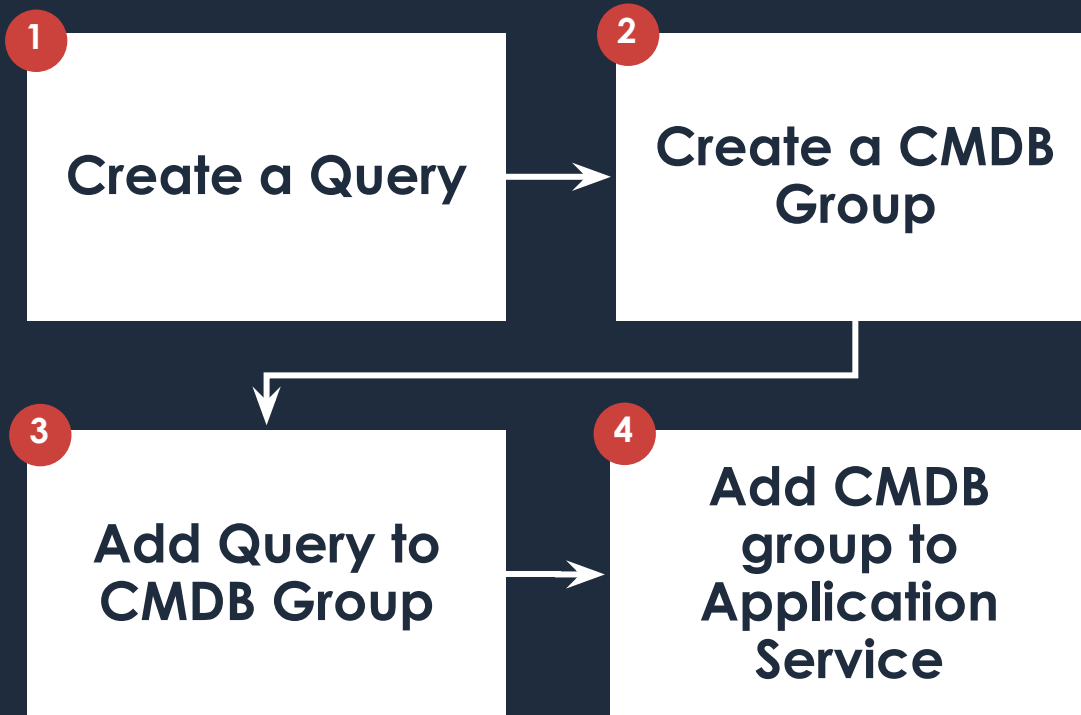 1
Create a Query
2
Create a CMDB
Group
3
Add Query to
CMDB Group
4
Add CMDB
group to
Application
Service